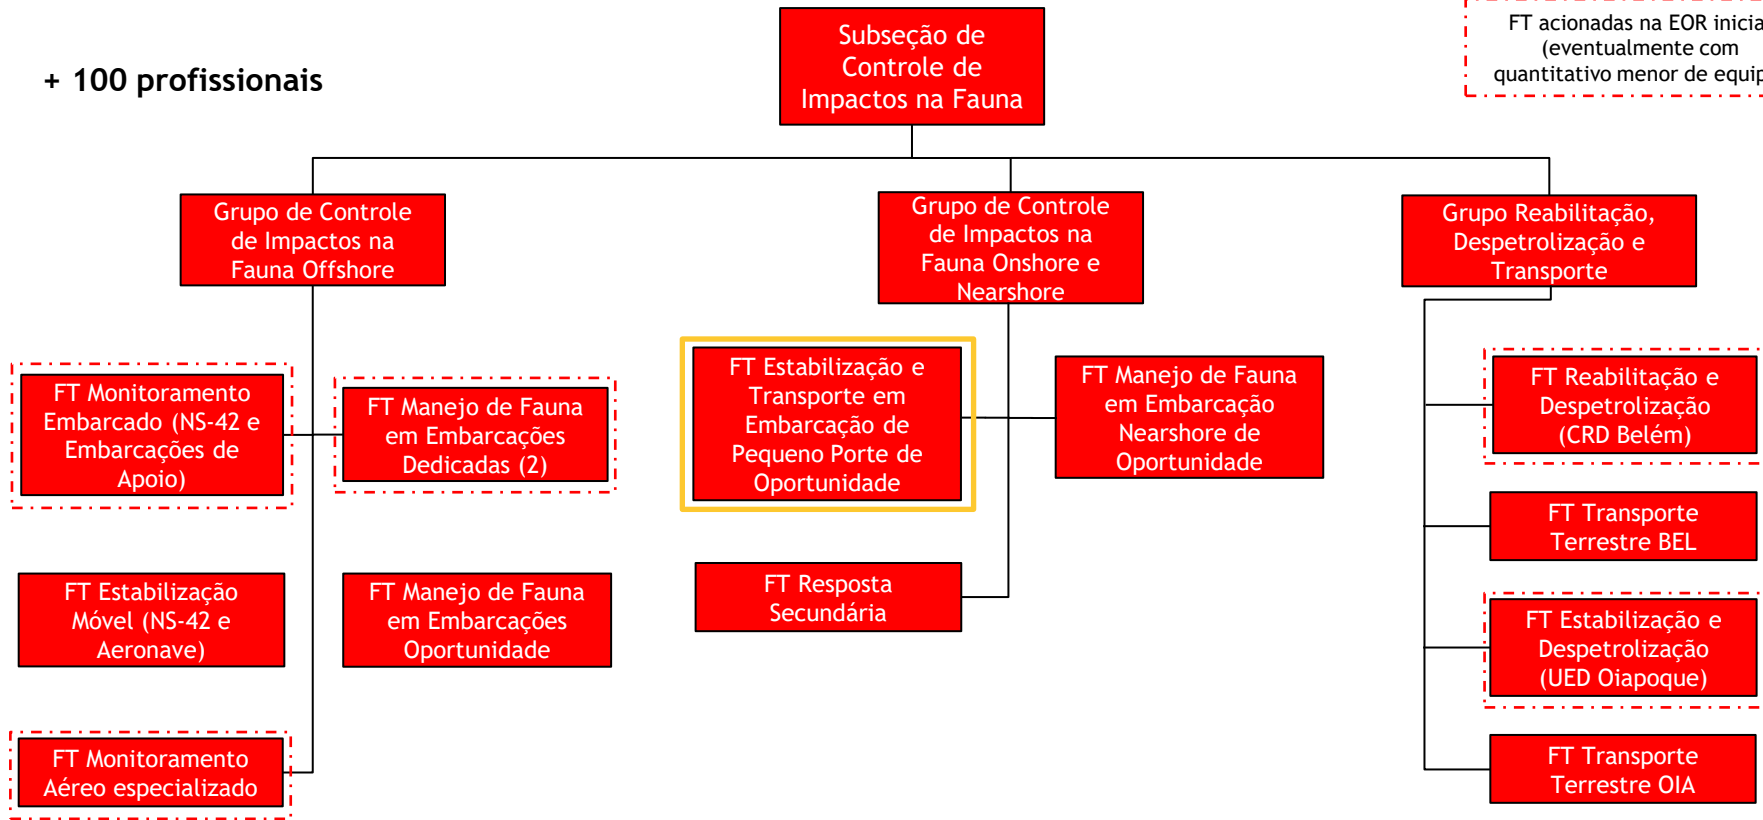 + 100 profissionais
Subseção de
Controle de
Impactos na Fauna
FT acionadas na EOR inicia
(eventualmente com
quantitativo menor de equip
Grupo de Controle
de Impactos na
Fauna Offshore
Grupo de Controle
de Impactos na
Fauna Onshore e
Nearshore
Grupo Reabilitação,
Despetrolização e
Transporte
FT Monitoramento
Embarcado (NS-42 e
Embarcações de
Apoio)
FT Manejo de Fauna
em Embarcações
Dedicadas (2)
FT Estabilização e
Transporte em
Embarcação de
Pequeno Porte de
Oportunidade
FT Manejo de Fauna
em Embarcação
Nearshore de
Oportunidade
FT Reabilitação e
Despetrolização
(CRD Belém)
FT Transporte
Terrestre BEL
FT Estabilização
Móvel (NS-42 e
Aeronave)
FT Manejo de Fauna
em Embarcações
Oportunidade
FT Resposta
Secundária
FT Estabilização e
Despetrolização
(UED Oiapoque)
FT Monitoramento
Aéreo especializado
FT Transporte
Terrestre OIA